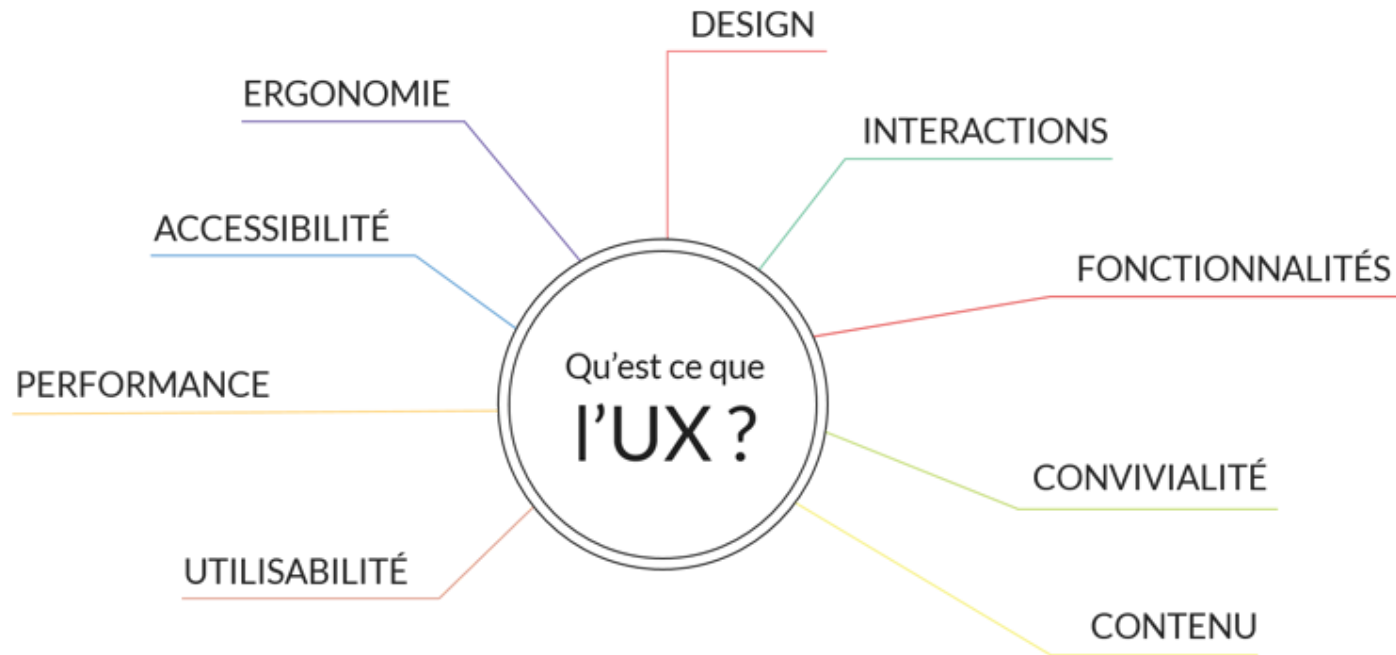 DESIGN
ERGONOMIE
INTERACTIONS
ACCESSIBILITÉ
FONCTIONNALITÉS
Qu’est ce que
l’UX ?
PERFORMANCE
CONVIVIALITÉ
UTILISABILITÉ
CONTENU